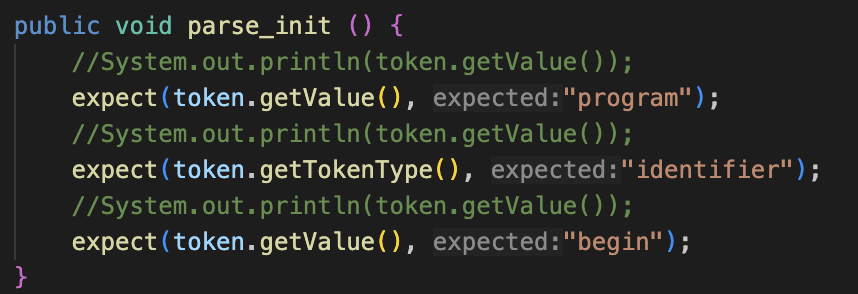 public void parse_init () {
//System.out.println(token.getValue());
expect(token.getValue(), expected:"program");
//System.out.println(token.getValue());
expect(token.getTokenType(), expected:"identifier");
//System.out.println(token.getValue());
expect(token.getValue(), expected:"begin");
}